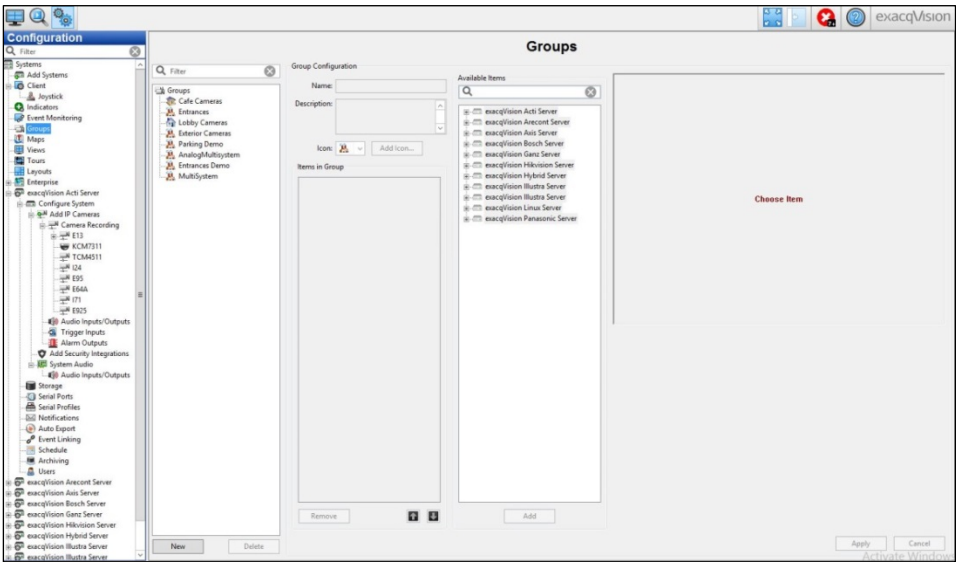 exacqVision
Configuration
Filter
Systems
Add Systems
Client
Joystick
Indicators
Event Monitoring
Groups
Maps
Views
Tours
Layouts
Enterprise
exacqVision Acti Server
Configure System
Add IP Cameras
Camera Recording
E13
KCM7311
TCM4511
I24
E95
E64A
I71
E925
Audio Inputs/Outputs
Trigger Inputs
Alarm Outputs
Add Security Integrations
System Audio
Audio Inputs/Outputs
Storage
Serial Ports
Serial Profiles
Notifications
Auto Export
Event Linking
Schedule
Archiving
Users
exacqVision Arecont Server
exacqVision Axis Server
exacqVision Bosch Server
exacqVision Ganz Server
exacqVision Hikvision Server
exacqVision Hybrid Server
exacqVision Illustra Server
exacqVision Illustra Server
Groups
Filter
Groups
Cafe Cameras
Entrances
Lobby Cameras
Exterior Cameras
Parking Demo
AnalogMultisystem
Entrances Demo
MultiSystem
New Delete
Group Configuration
Name:
Description:
Icon: Add Icon...
Items in Group
Remove
Available Items
exacqVision Acti Server
exacqVision Arecont Server
exacqVision Axis Server
exacqVision Bosch Server
exacqVision Ganz Server
exacqVision Hikvision Server
exacqVision Hybrid Server
exacqVision Illustra Server
exacqVision Illustra Server
exacqVision Linux Server
exacqVision Panasonic Server
Add
Choose Item
Apply Cancel
Activate Windows